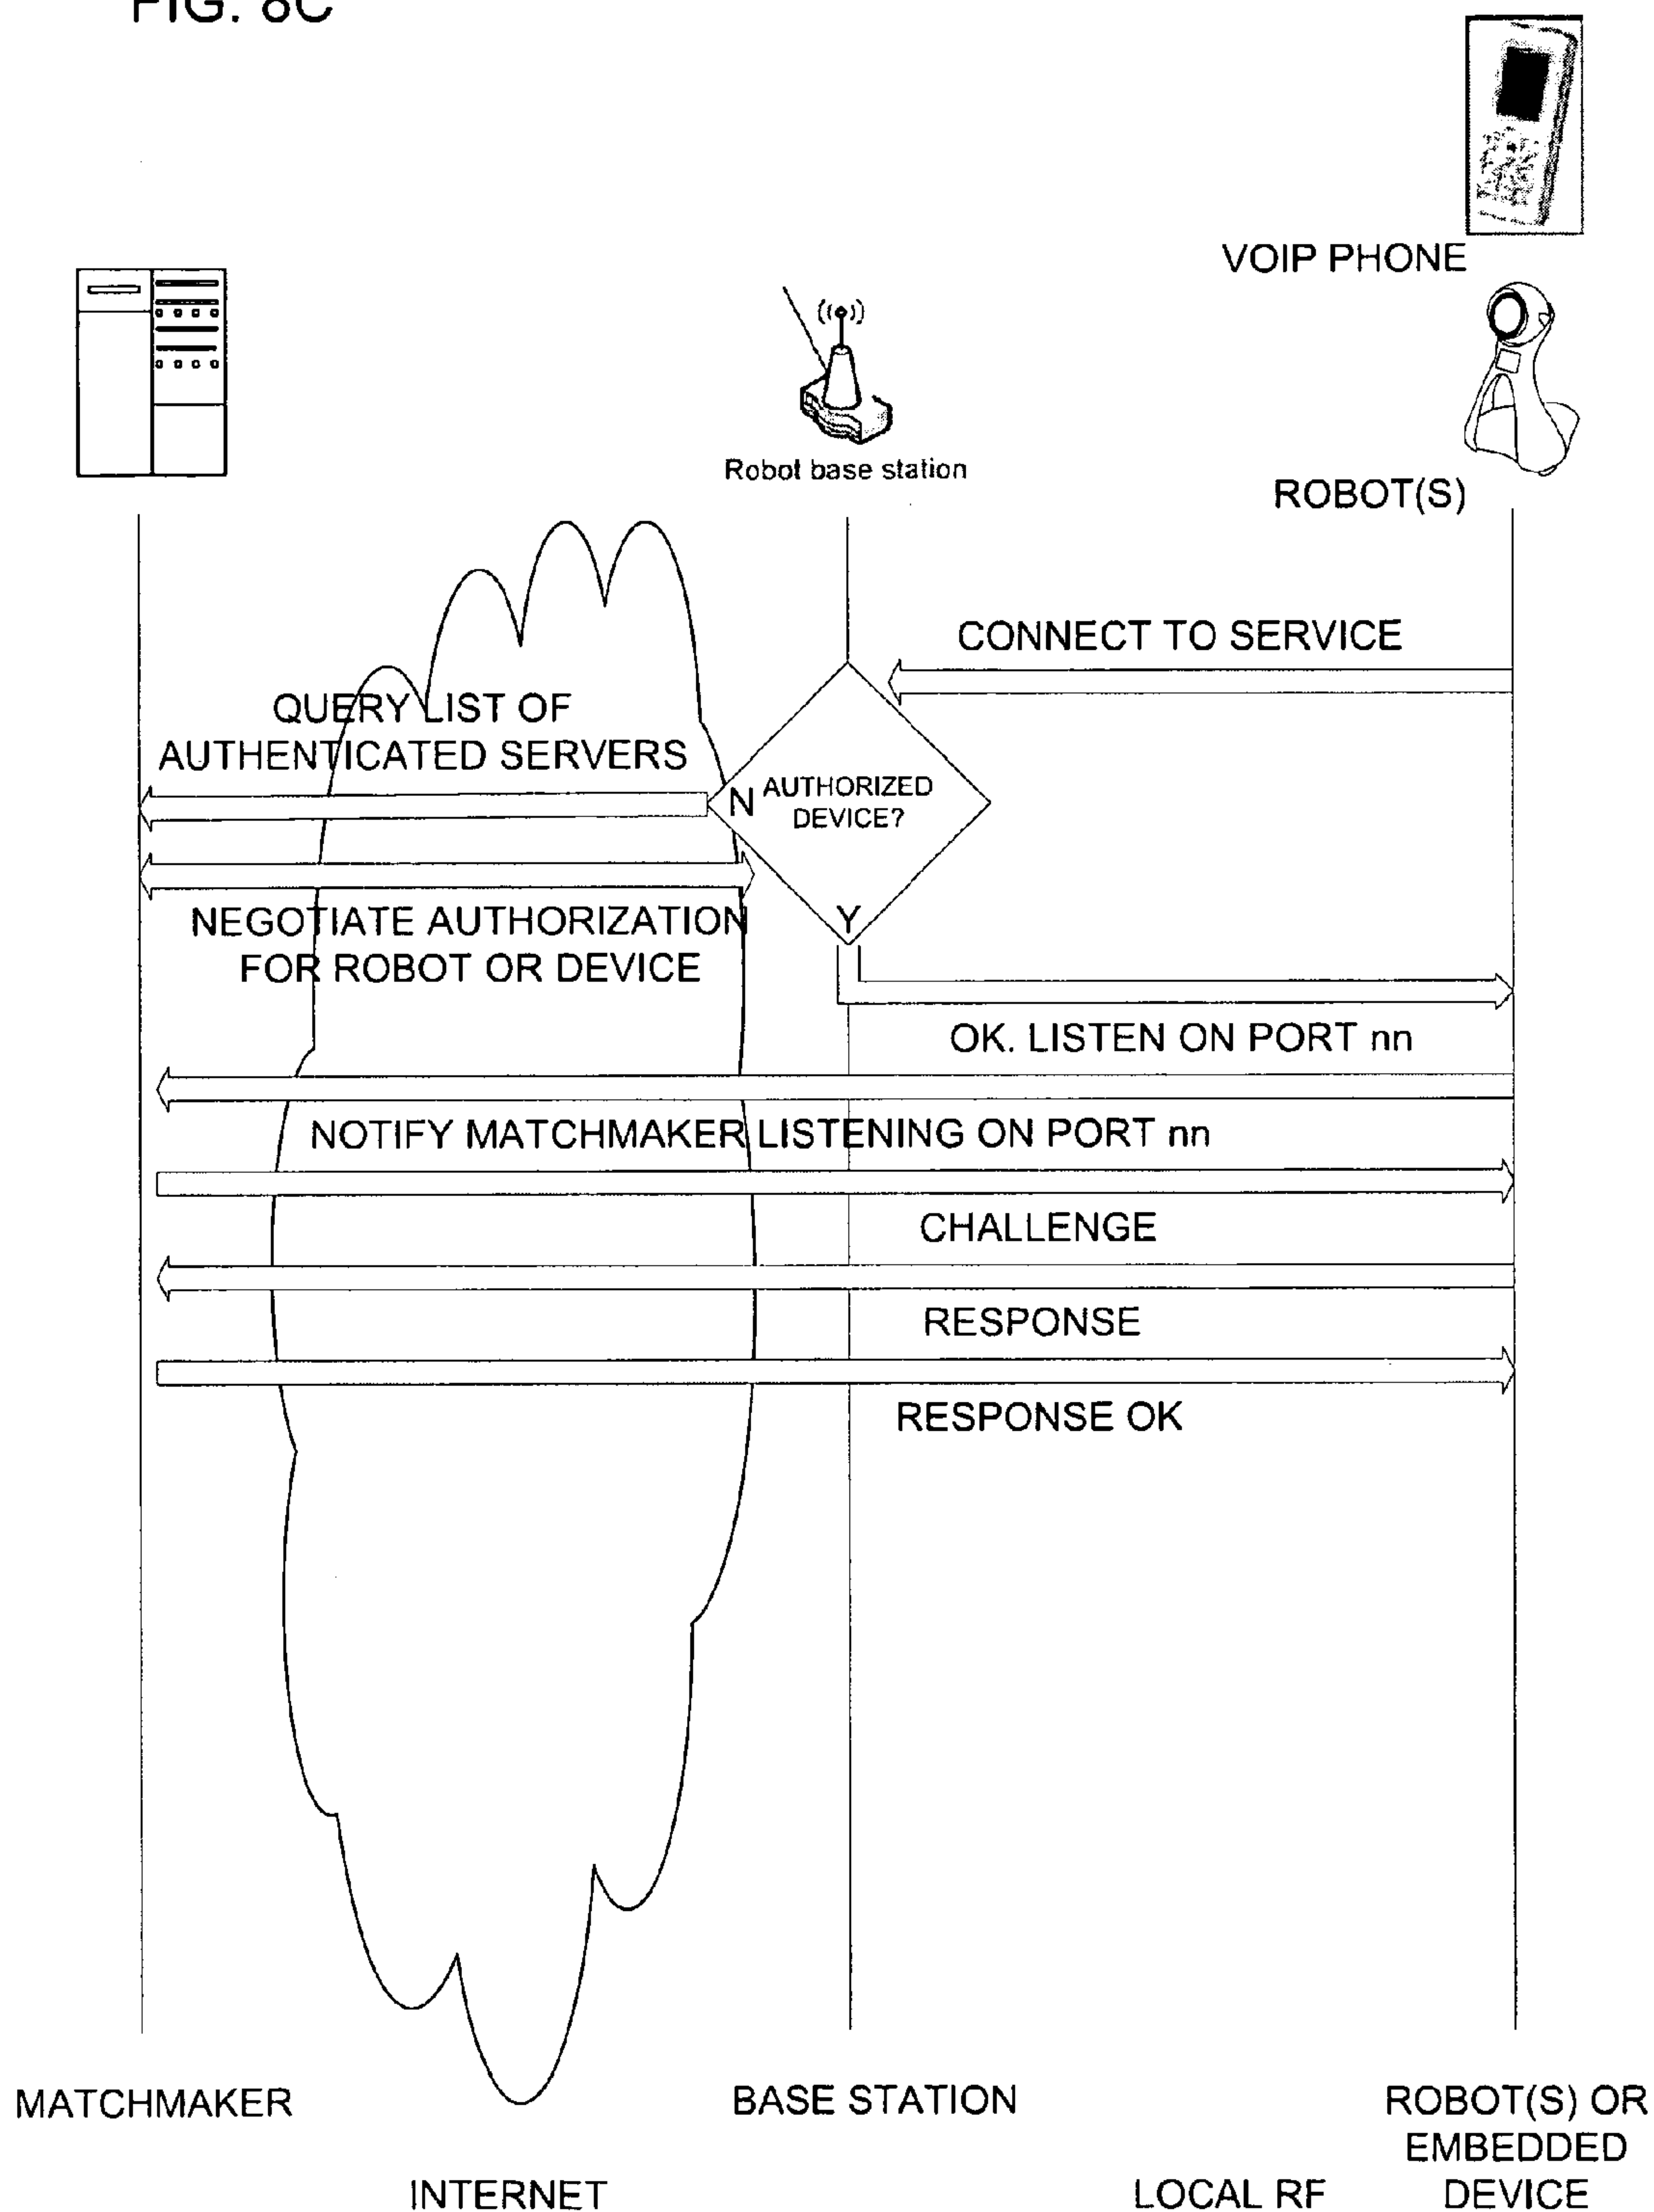 FIG. 8C
VOIP PHONE
Robot base station
ROBOT(S)
CONNECT TO SERVICE
QUERY LIST OF
AUTHENTICATED SERVERS
N
AUTHORIZED
DEVICE?
Y
NEGOTIATE AUTHORIZATION
FOR ROBOT OR DEVICE
OK. LISTEN ON PORT nn
NOTIFY MATCHMAKER LISTENING ON PORT nn
CHALLENGE
RESPONSE
RESPONSE OK
MATCHMAKER
BASE STATION
ROBOT(S) OR
EMBEDDED
DEVICE
INTERNET
LOCAL RF